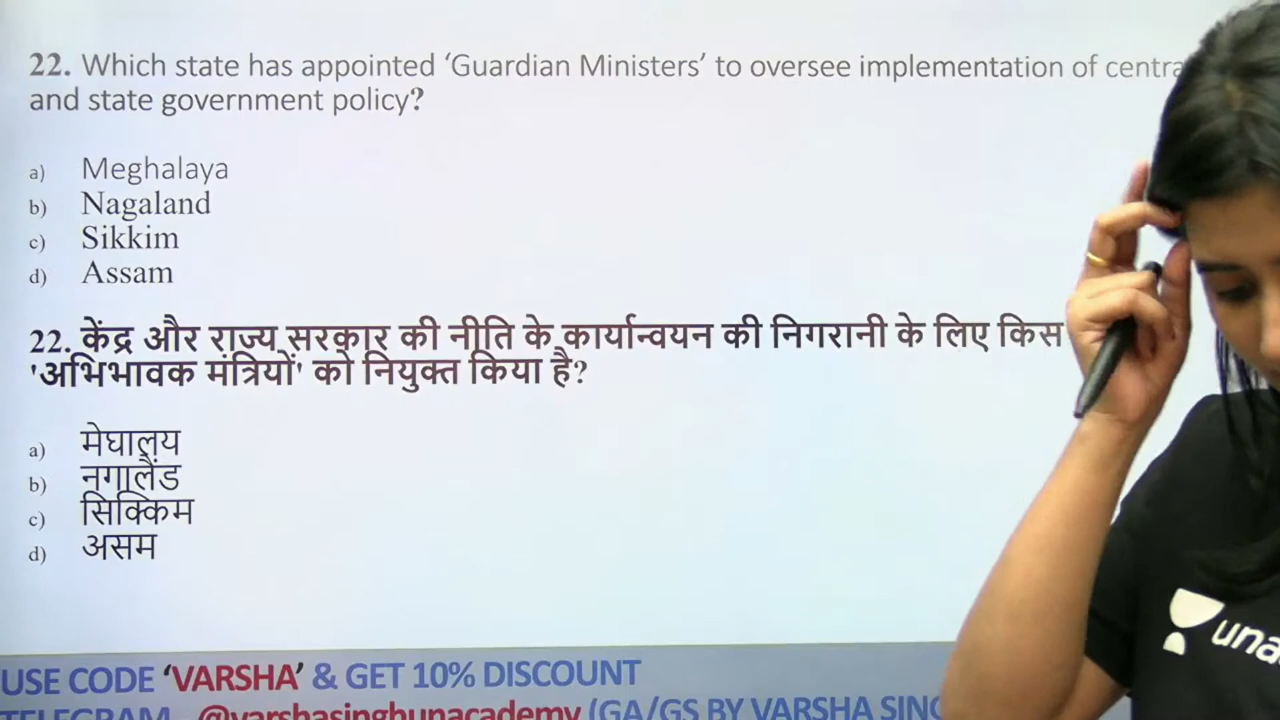 22. Which state has appointed ‘Guardian Ministers’ to oversee implementation of centra
and state government policy?
a) Meghalaya
b) Nagaland
c) Sikkim
d) Assam
22. केंद्र और राज्य सरकार की नीति के कार्यान्वयन की निगरानी के लिए किस
'अभिभावक मंत्रियों' को नियुक्त किया है?
a) मेघालय
b) नगालैंड
c) सिक्किम
d) असम
una
USE CODE ‘VARSHA’ & GET 10% DISCOUNT
TELEGRAM @varshasinghunacademy (GA/GS BY VARSHA SING